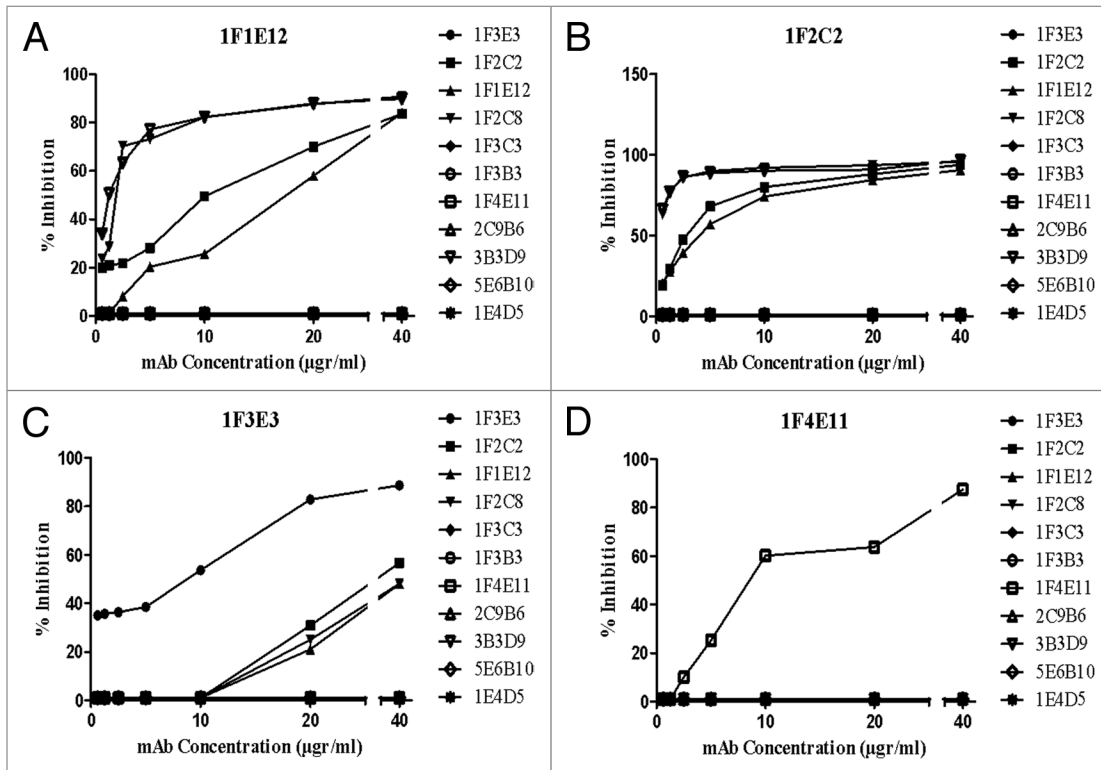 A
1F1E12
% Inhibition
100
80
60
40
20
0
0 10 20 40
mAb Concentration (µgr/ml)
1F3E3
1F2C2
1F1E12
1F2C8
1F3C3
1F3B3
1F4E11
2C9B6
3B3D9
5E6B10
1E4D5
B
1F2C2
% Inhibition
150
100
50
0
0 10 20 40
mAb Concentration (µgr/ml)
1F3E3
1F2C2
1F1E12
1F2C8
1F3C3
1F3B3
1F4E11
2C9B6
3B3D9
5E6B10
1E4D5
C
1F3E3
% Inhibition
100
80
60
40
20
0
0 10 20 40
mAb Concentration (µgr/ml)
1F3E3
1F2C2
1F1E12
1F2C8
1F3C3
1F3B3
1F4E11
2C9B6
3B3D9
5E6B10
1E4D5
D
1F4E11
% Inhibition
100
80
60
40
20
0
0 10 20 40
mAb Concentration (µgr/ml)
1F3E3
1F2C2
1F1E12
1F2C8
1F3C3
1F3B3
1F4E11
2C9B6
3B3D9
5E6B10
1E4D5